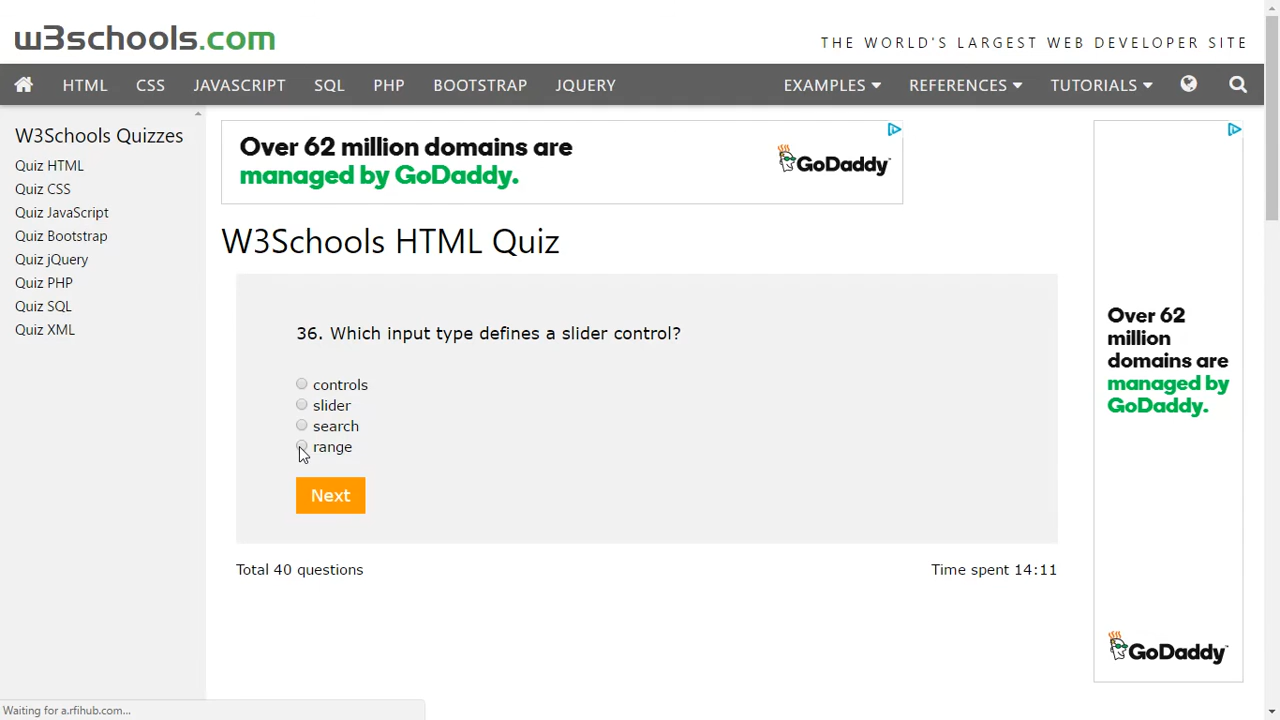 w3schools.com
THE WORLD'S LARGEST WEB DEVELOPER SITE
HTML CSS JAVASCRIPT SQL PHP BOOTSTRAP JQUERY EXAMPLES REFERENCES TUTORIALS
W3Schools Quizzes
Quiz HTML
Quiz CSS
Quiz JavaScript
Quiz Bootstrap
Quiz jQuery
Quiz PHP
Quiz SQL
Quiz XML
Over 62 million domains are
managed by GoDaddy.
GoDaddy™
W3Schools HTML Quiz
36. Which input type defines a slider control?
controls
slider
search
range
Next
Total 40 questions
Time spent 14:11
Over 62
million
domains are
managed by
GoDaddy.
GoDaddy™
Waiting for a.rfihub.com...